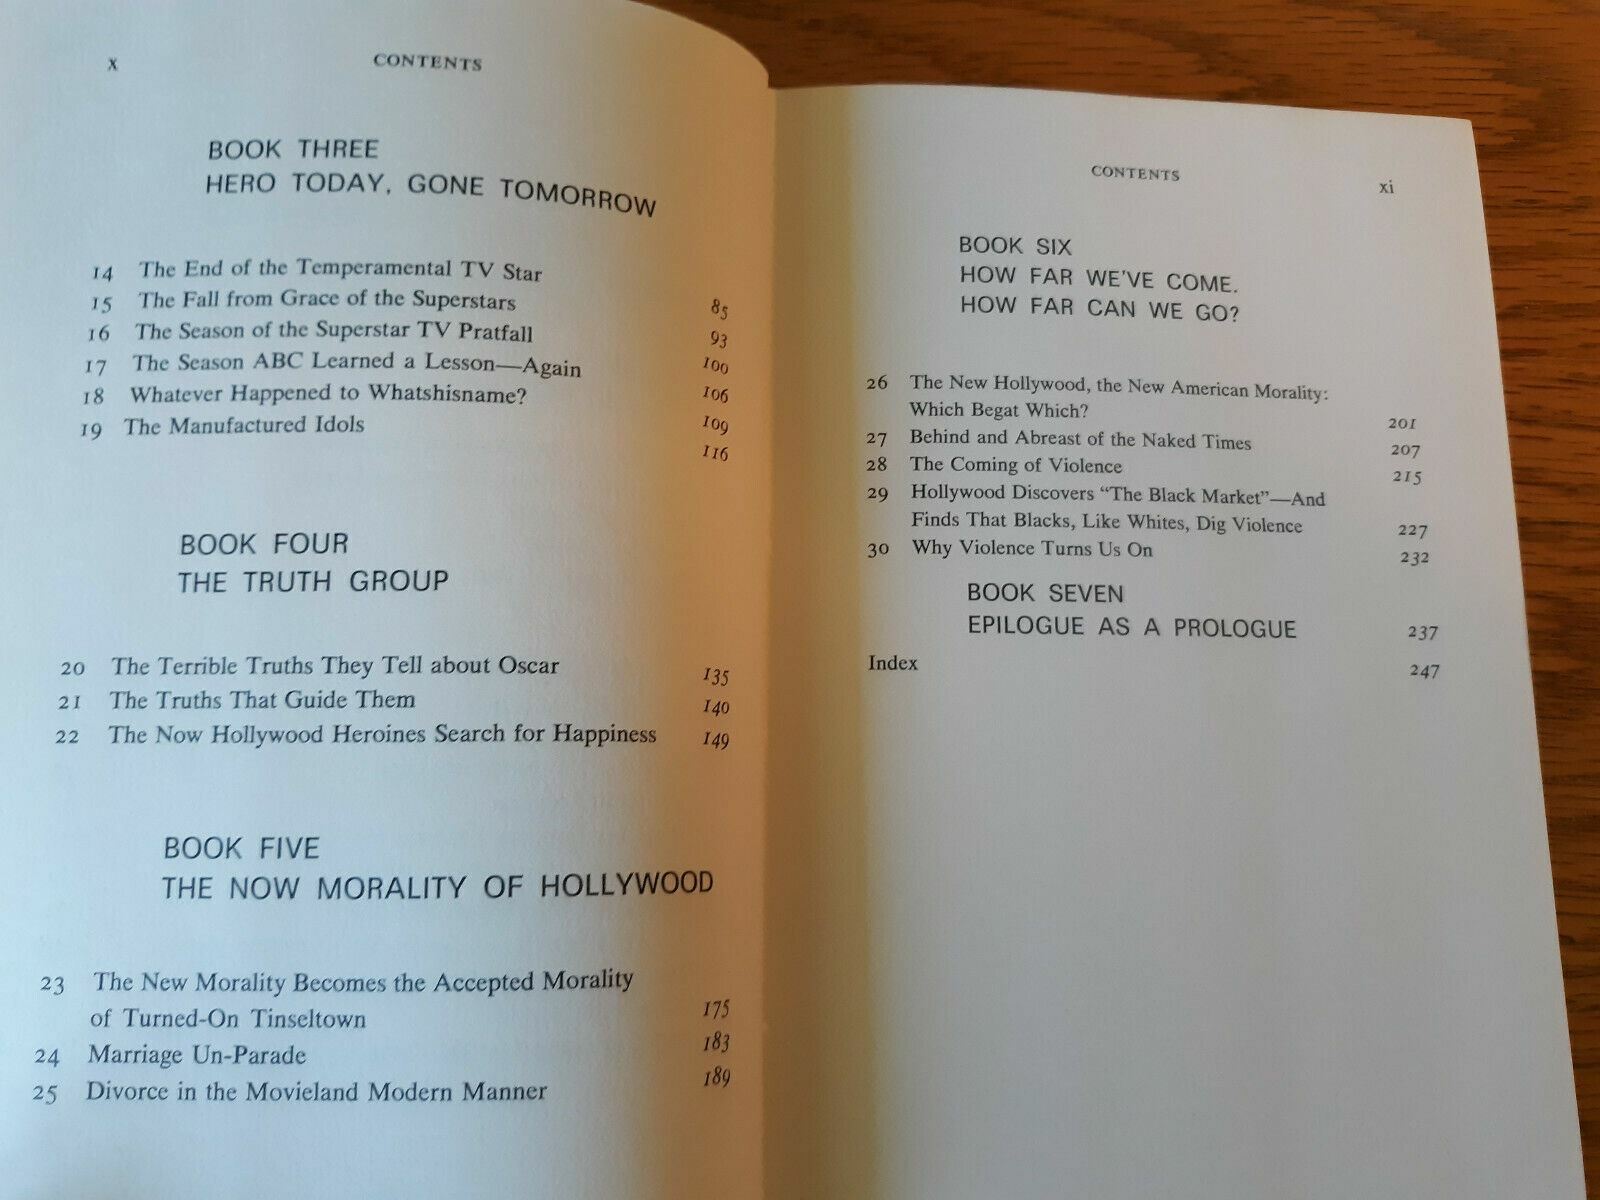 x CONTENTS
BOOK THREE
HERO TODAY, GONE TOMORROW
14 The End of the Temperamental TV Star 85
15 The Fall from Grace of the Superstars 93
16 The Season of the Superstar TV Pratfall 100
17 The Season ABC Learned a Lesson—Again 106
18 Whatever Happened to Whatshisname? 109
19 The Manufactured Idols 116
BOOK FOUR
THE TRUTH GROUP
20 The Terrible Truths They Tell about Oscar 135
21 The Truths That Guide Them 140
22 The Now Hollywood Heroines Search for Happiness 149
BOOK FIVE
THE NOW MORALITY OF HOLLYWOOD
23 The New Morality Becomes the Accepted Morality
of Turned-On Tinseltown 175
24 Marriage Un-Parade 183
25 Divorce in the Movieland Modern Manner 189
CONTENTS xi
BOOK SIX
HOW FAR WE'VE COME.
HOW FAR CAN WE GO?
26 The New Hollywood, the New American Morality:
Which Begat Which? 201
27 Behind and Abreast of the Naked Times 207
28 The Coming of Violence 215
29 Hollywood Discovers “The Black Market”—And
Finds That Blacks, Like Whites, Dig Violence 227
30 Why Violence Turns Us On 232
BOOK SEVEN
EPILOGUE AS A PROLOGUE 237
Index 247